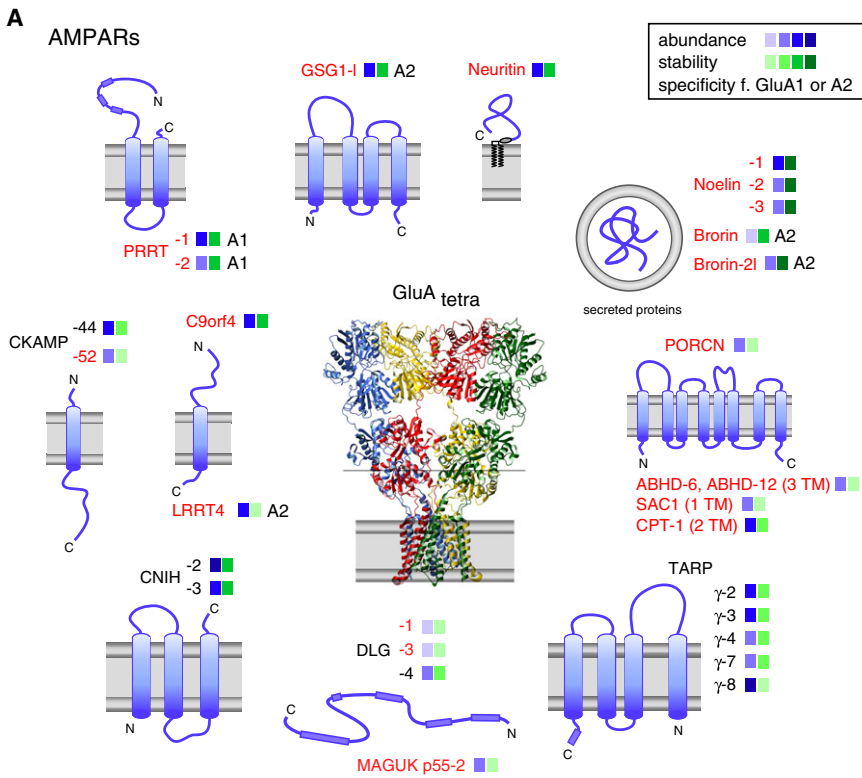 A
AMPARs
abundance
stability
specificity f. GluA1 or A2
GSG1-l A2
Neuritin
N
C
C
N
C
-1
Noelin -2
-3
Brorin A2
Brorin-2l A2
secreted proteins
PRRT -1 A1
-2 A1
GluA tetra
CKAMP -44
-52
C9orf4
N
N
C
C
LRRT4 A2
PORCN
N
C
ABHD-6, ABHD-12 (3 TM)
SAC1 (1 TM)
CPT-1 (2 TM)
CNIH -2
-3
C
N
-1
DLG -3
-4
C
N
MAGUK p55-2
TARP
γ-2
γ-3
γ-4
γ-7
γ-8
C
N